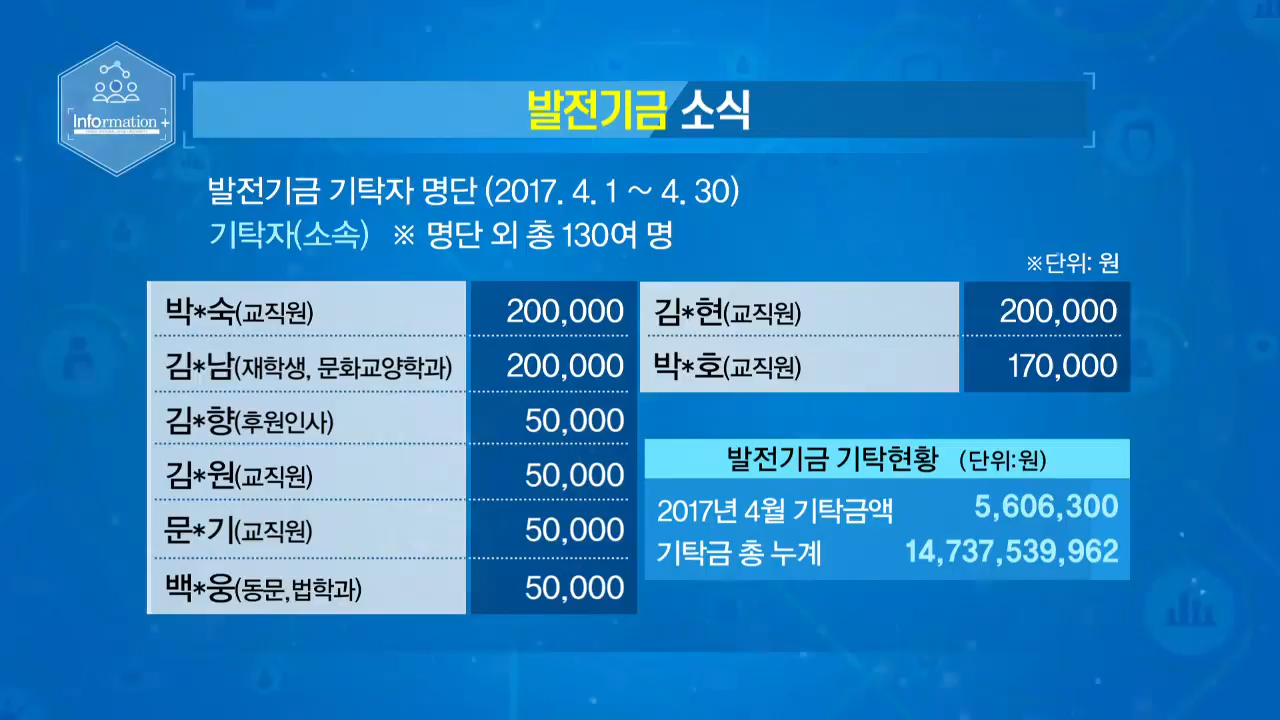 Information +
발전기금 소식
발전기금 기탁자 명단 (2017. 4. 1 ~ 4. 30)
기탁자(소속) ※ 명단 외 총 130여 명
※단위: 원
박*숙(교직원) 200,000
김*남(재학생, 문화교양학과) 200,000
김*향(후원인사) 50,000
김*원(교직원) 50,000
문*기(교직원) 50,000
백*웅(동문,법학과) 50,000
김*현(교직원) 200,000
박*호(교직원) 170,000
발전기금 기탁현황 (단위:원)
2017년 4월 기탁금액 5,606,300
기탁금 총 누계 14,737,539,962